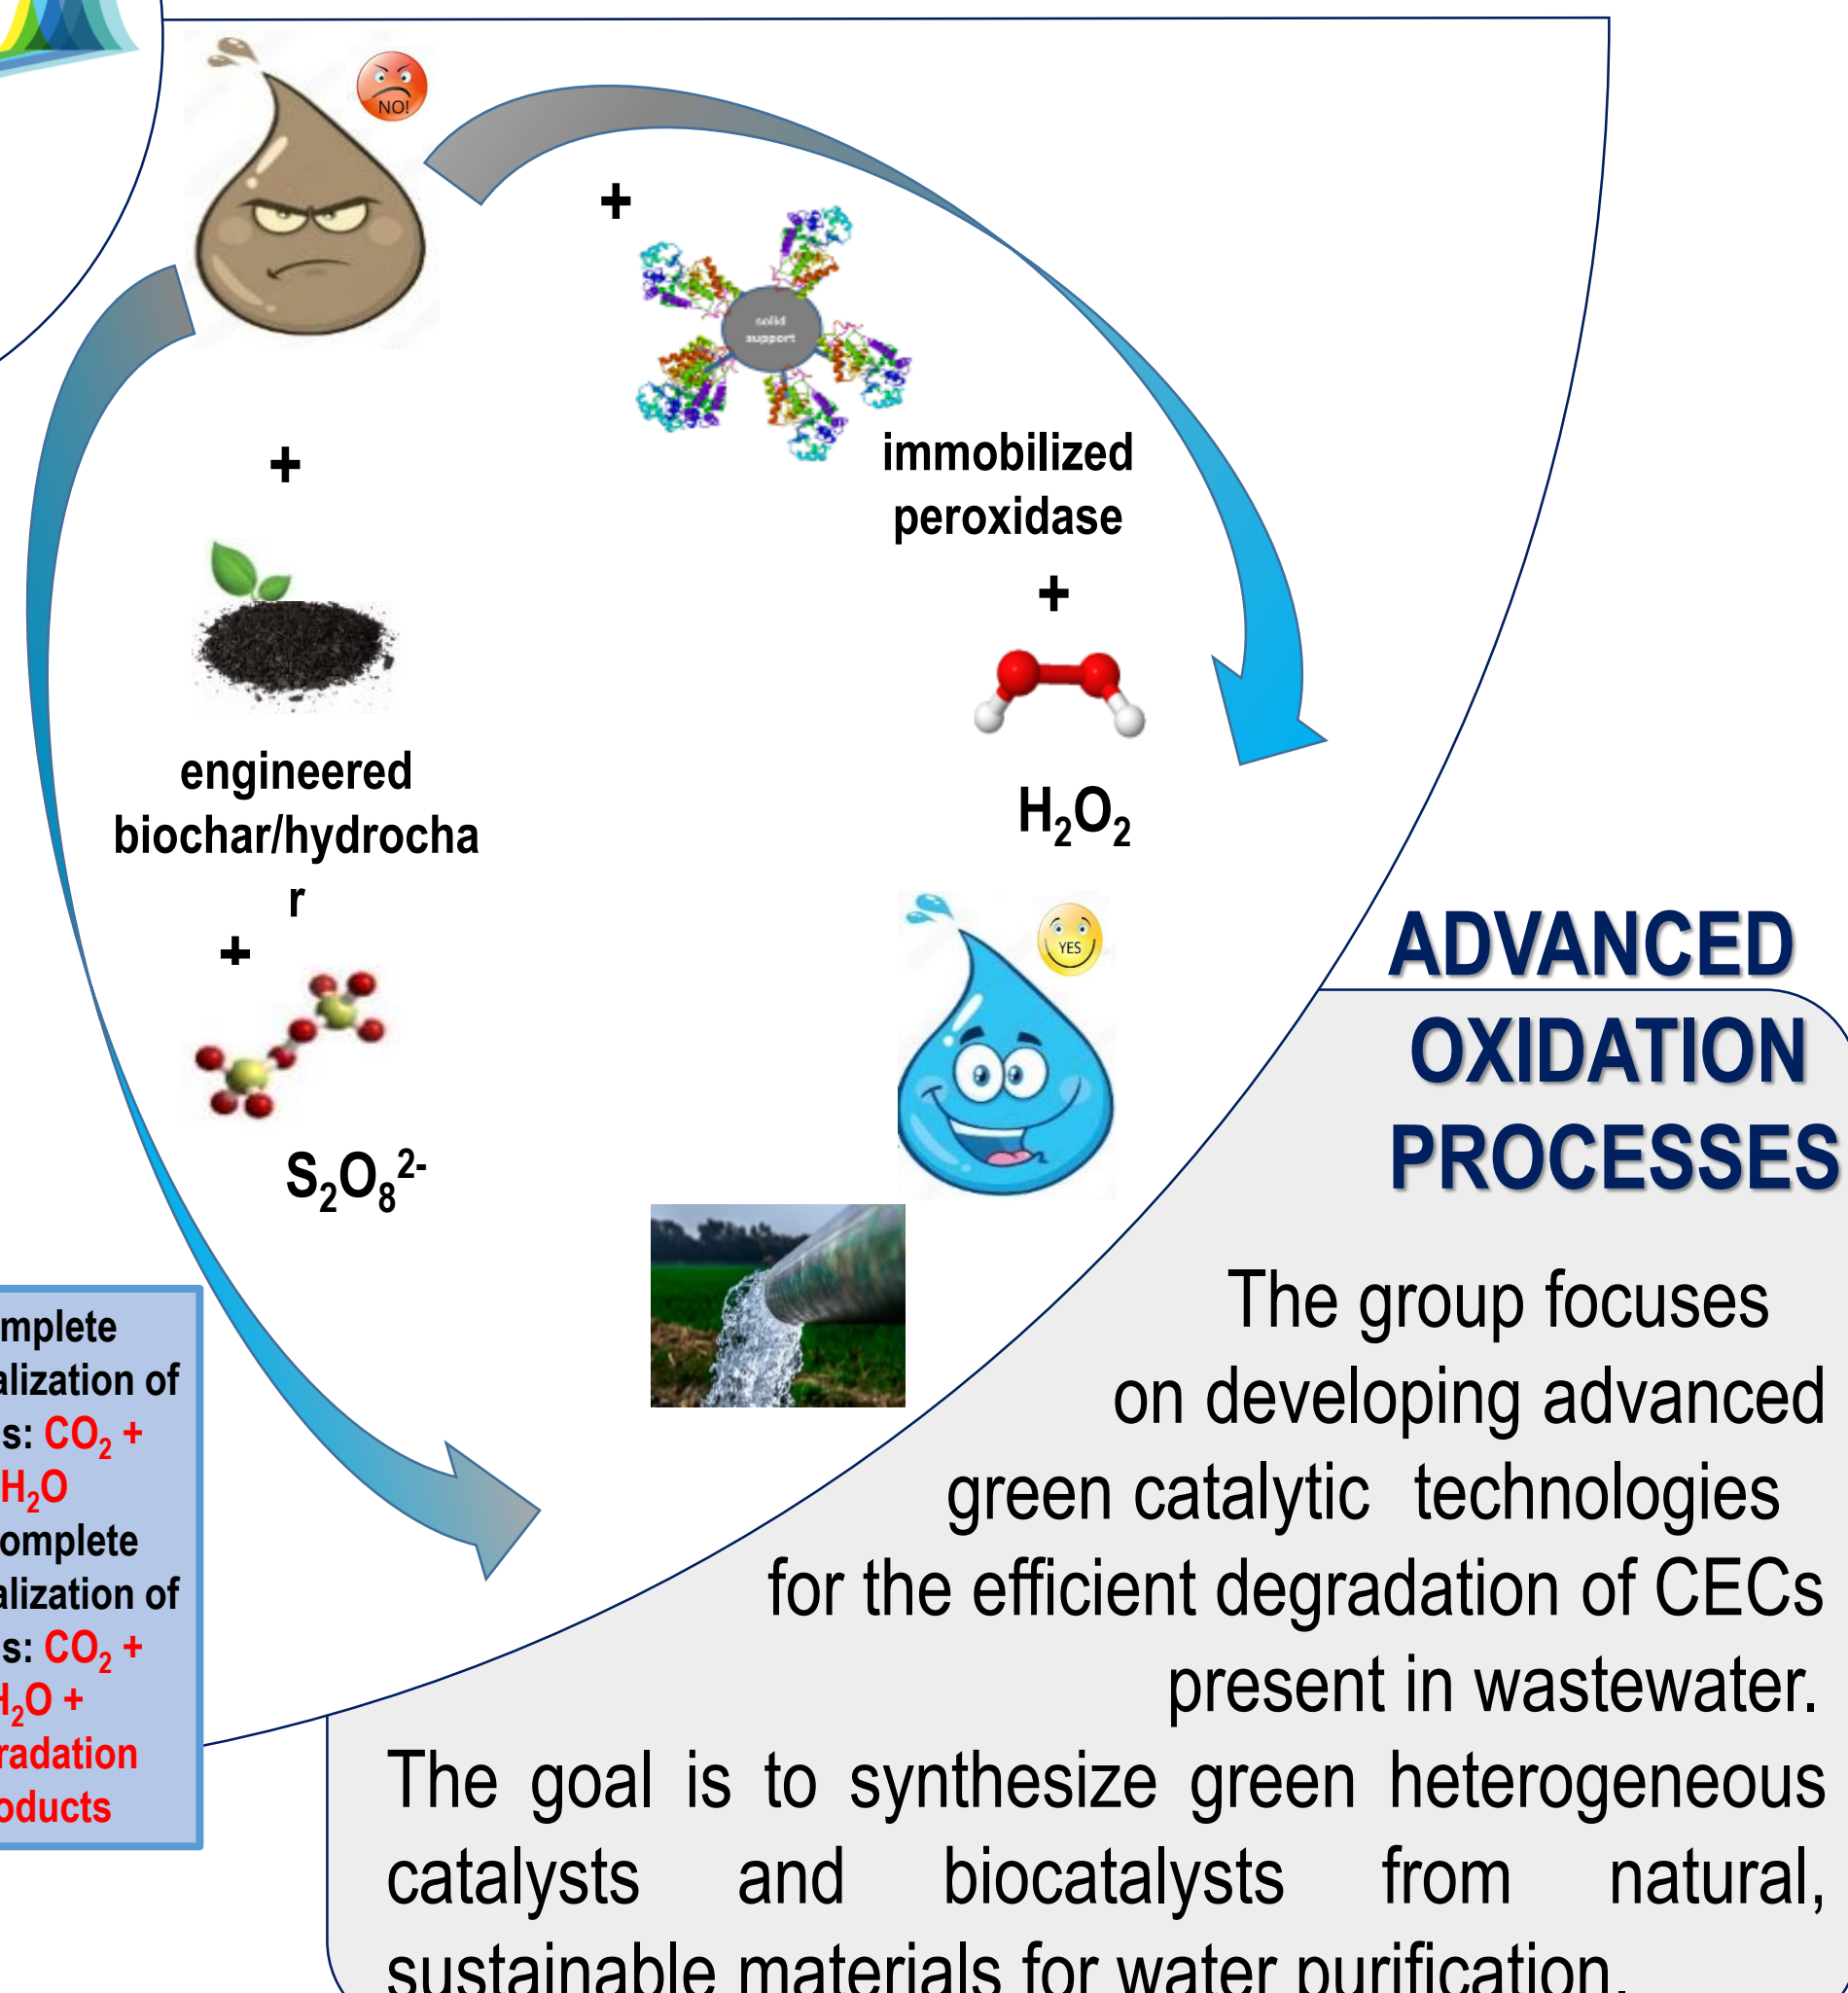 NO!
+
solid
support
immobilized
peroxidase
+
H₂O₂
+
engineered
biochar/hydrocha
r
+
S₂O₈²⁻
YES
ADVANCED
OXIDATION
PROCESSES
The group focuses
on developing advanced
green catalytic technologies
for the efficient degradation of CECs
present in wastewater.
The goal is to synthesize green heterogeneous
catalysts and biocatalysts from natural,
sustainable materials for water purification.
mplete
alization of
s: CO₂ +
H₂O
omplete
alization of
s: CO₂ +
H₂O +
radation
oducts